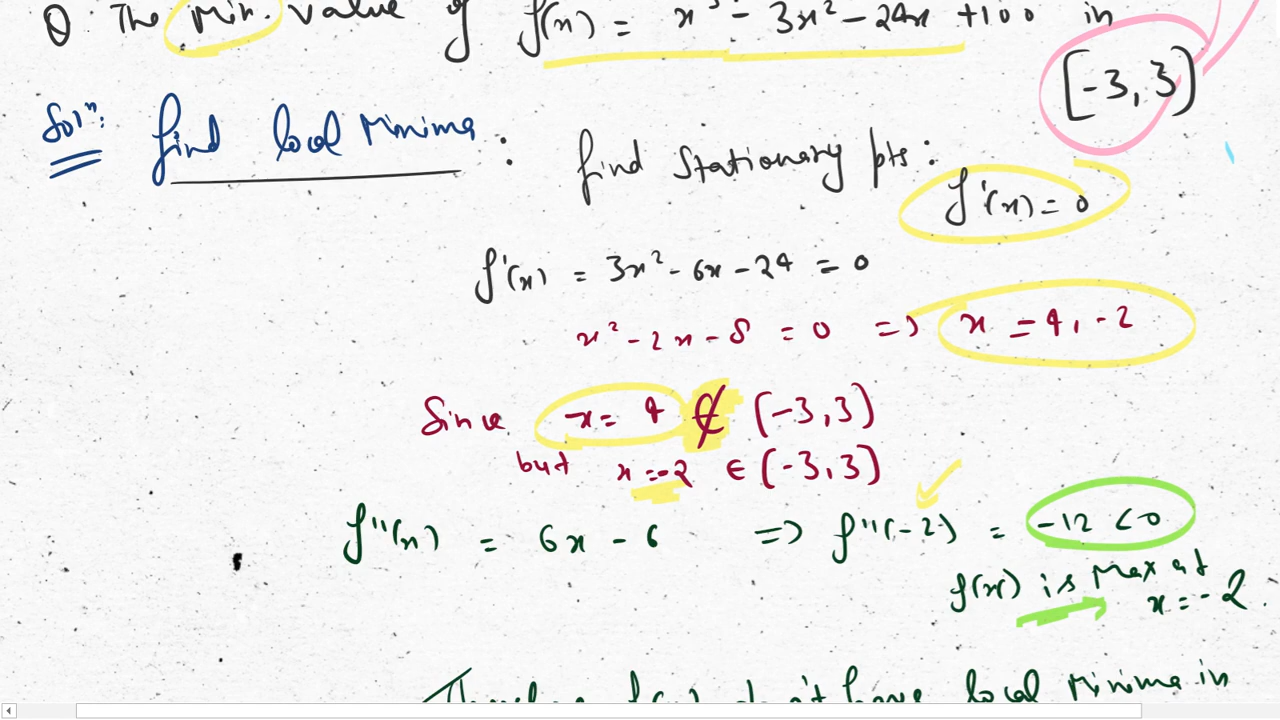 Q The Min. Value of f(x) = x³ - 3x² - 24x + 100 in
[-3, 3]
Solⁿ: find local Minima : find Stationary pts:
f'(x) = 0
f'(x) = 3x² - 6x - 24 = 0
x² - 2x - 8 = 0 => x = 4, -2
Since x = 4 ∉ (-3, 3)
but x = -2 ∈ (-3, 3)
f''(x) = 6x - 6 => f''(-2) = -12 < 0
f(x) is Max at
x = -2.
Therefore f(x) don't have local Minima in